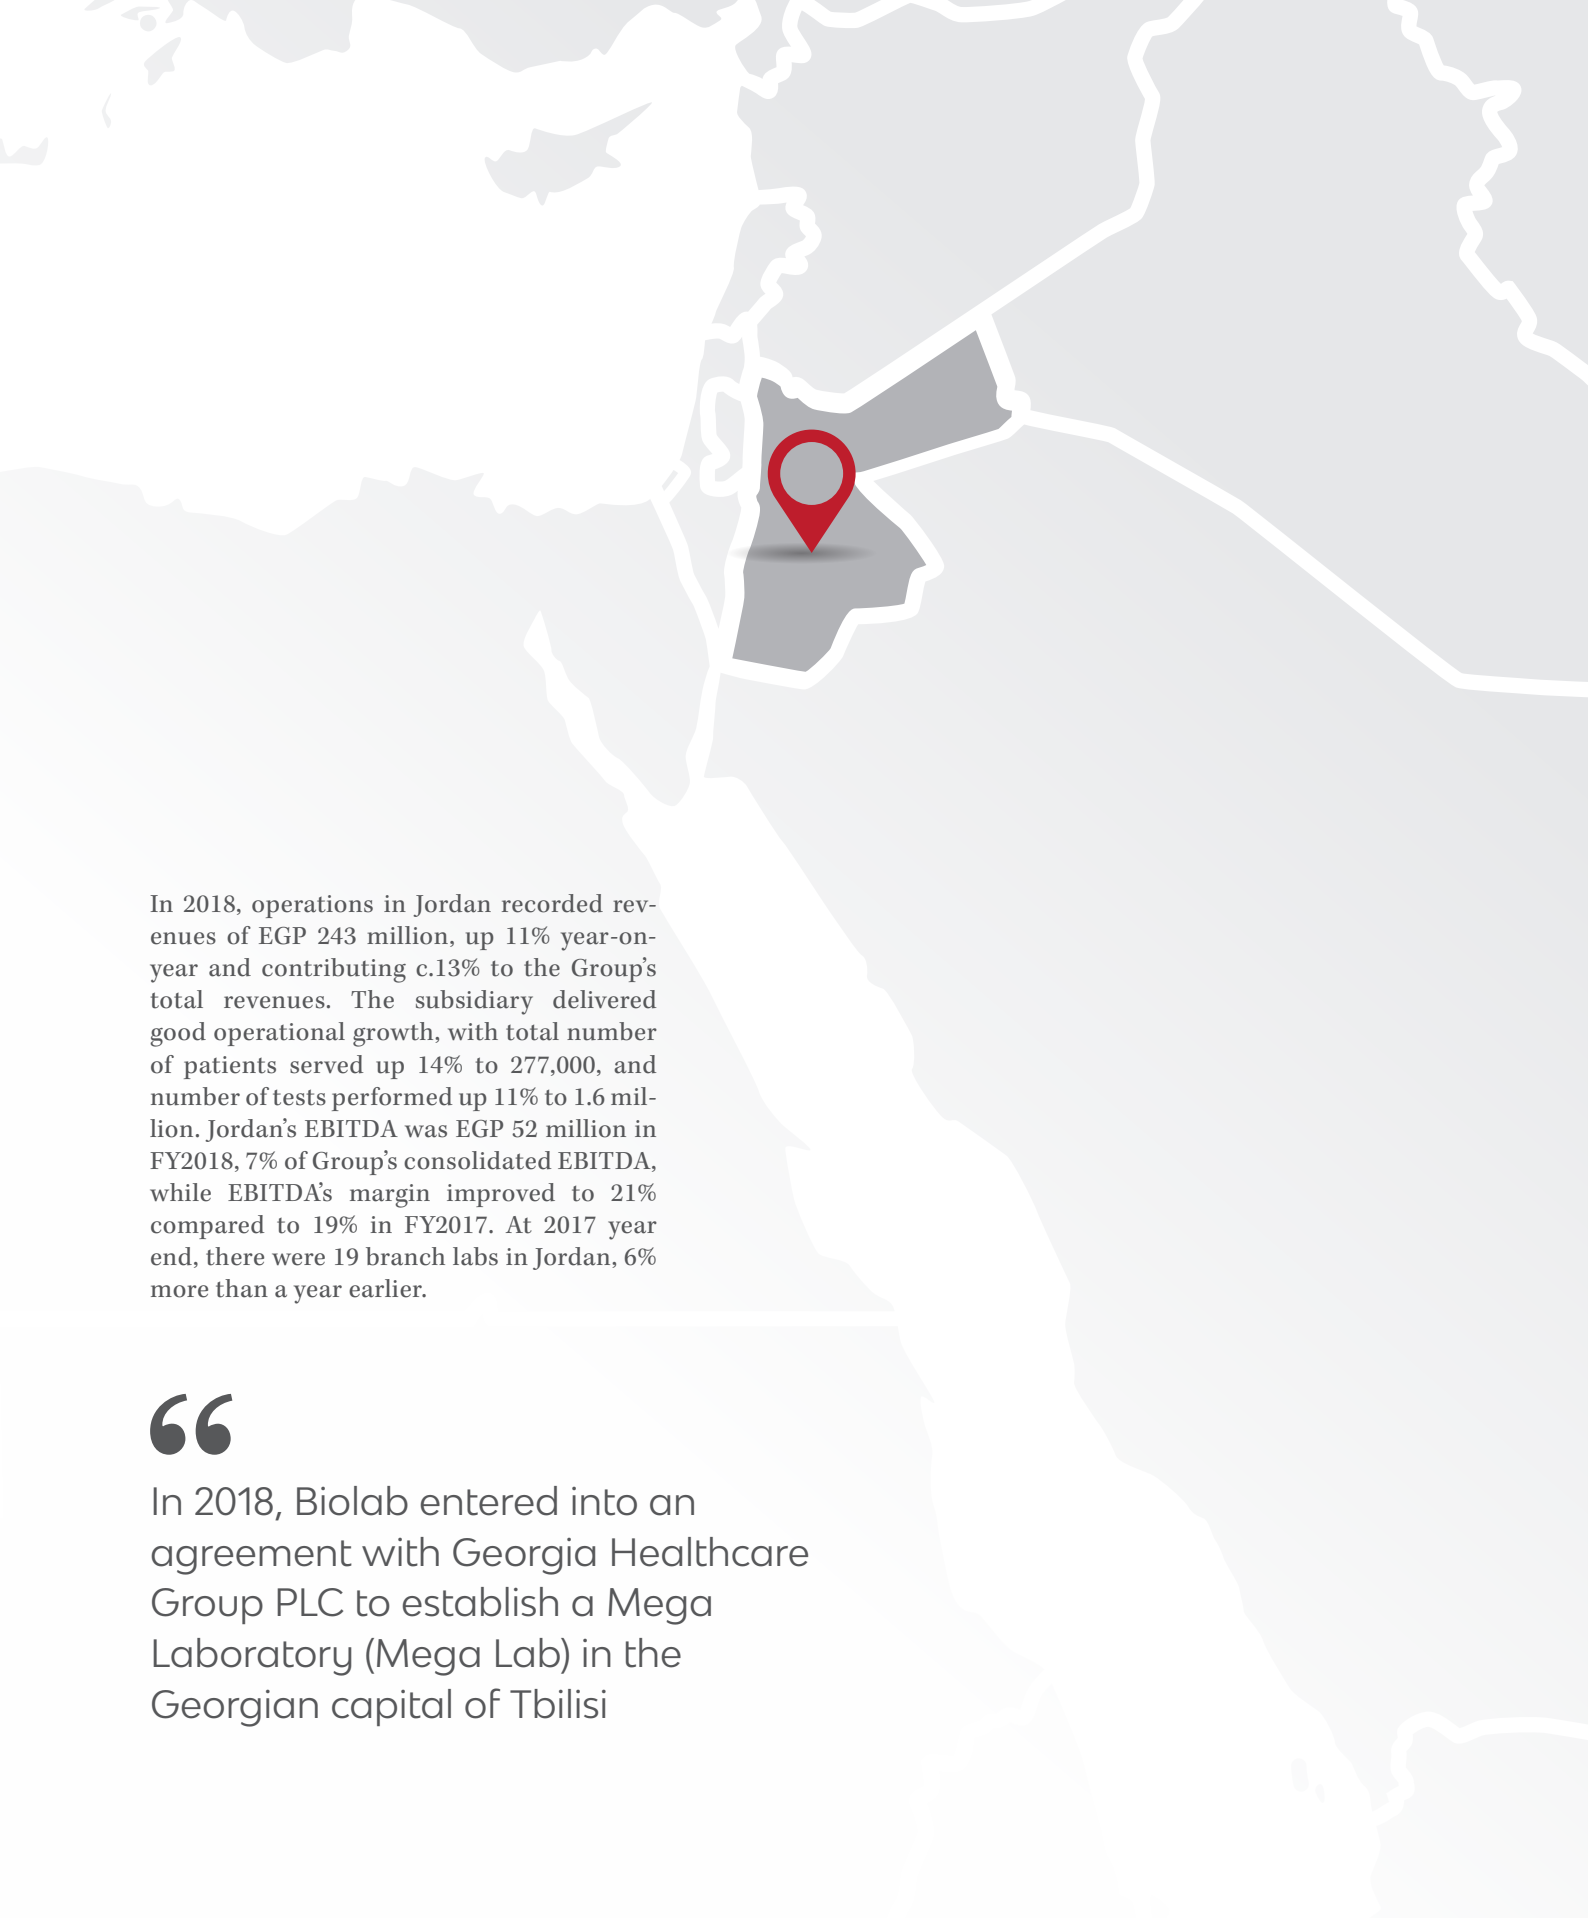 In 2018, operations in Jordan recorded rev-
enues of EGP 243 million, up 11% year-on-
year and contributing c.13% to the Group’s
total revenues. The subsidiary delivered
good operational growth, with total number
of patients served up 14% to 277,000, and
number of tests performed up 11% to 1.6 mil-
lion. Jordan’s EBITDA was EGP 52 million in
FY2018, 7% of Group’s consolidated EBITDA,
while EBITDA’s margin improved to 21%
compared to 19% in FY2017. At 2017 year
end, there were 19 branch labs in Jordan, 6%
more than a year earlier.
“
In 2018, Biolab entered into an
agreement with Georgia Healthcare
Group PLC to establish a Mega
Laboratory (Mega Lab) in the
Georgian capital of Tbilisi